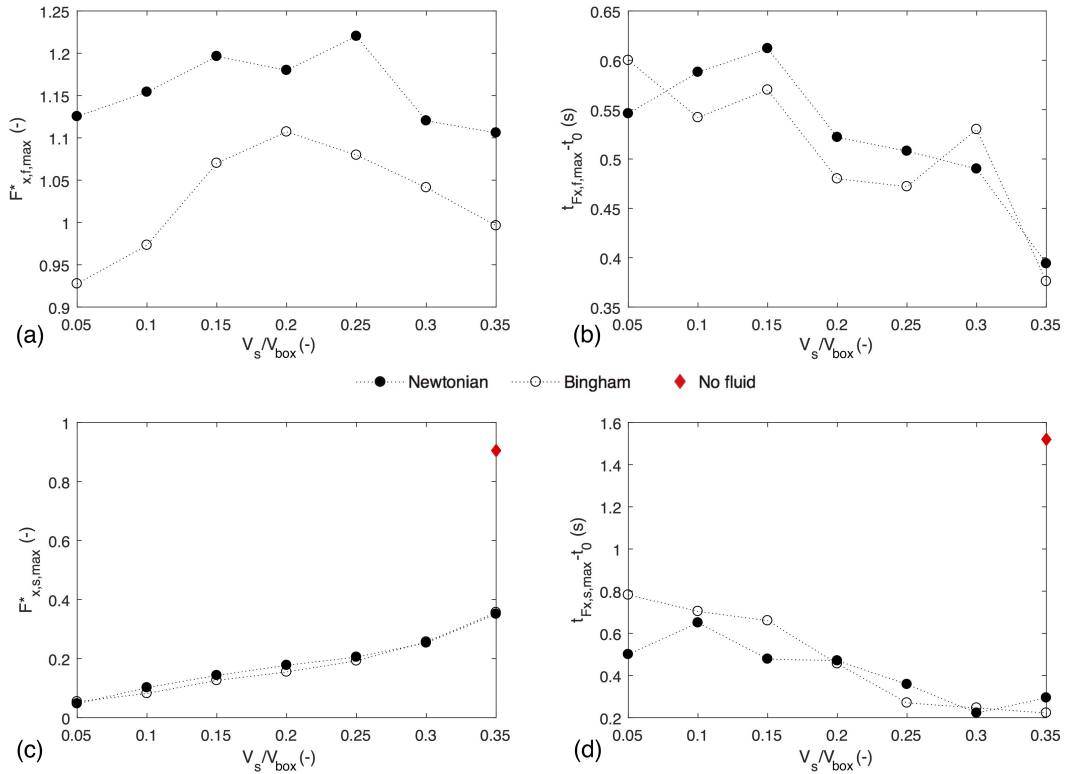 1.25
1.2
1.15
1.1
1.05
1
0.95
0.9
F*x,f,max (-)
0.05 0.1 0.15 0.2 0.25 0.3 0.35
(a)
Vs/Vbox (-)
0.65
0.6
0.55
0.5
0.45
0.4
0.35
tFx,f,max-t0 (s)
0.05 0.1 0.15 0.2 0.25 0.3 0.35
(b)
Vs/Vbox (-)
Newtonian Bingham No fluid
1
0.8
0.6
0.4
0.2
0
F*x,s,max (-)
0.05 0.1 0.15 0.2 0.25 0.3 0.35
(c)
Vs/Vbox (-)
1.6
1.4
1.2
1
0.8
0.6
0.4
0.2
tFx,s,max-t0 (s)
0.05 0.1 0.15 0.2 0.25 0.3 0.35
(d)
Vs/Vbox (-)